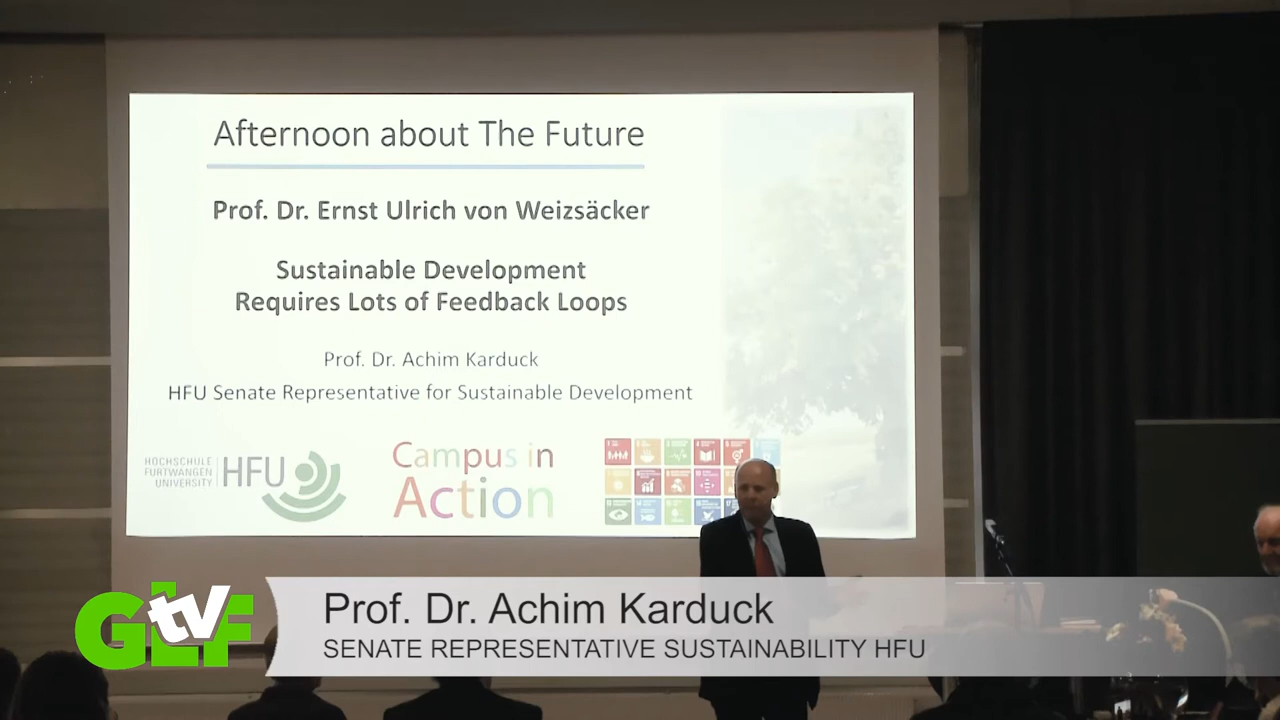 Afternoon about The Future
Prof. Dr. Ernst Ulrich von Weizsäcker
Sustainable Development
Requires Lots of Feedback Loops
Prof. Dr. Achim Karduck
HFU Senate Representative for Sustainable Development
HOCHSCHULE
FURTWANGEN
UNIVERSITY
HFU
Campus in
Action
GLF
tv
Prof. Dr. Achim Karduck
SENATE REPRESENTATIVE SUSTAINABILITY HFU